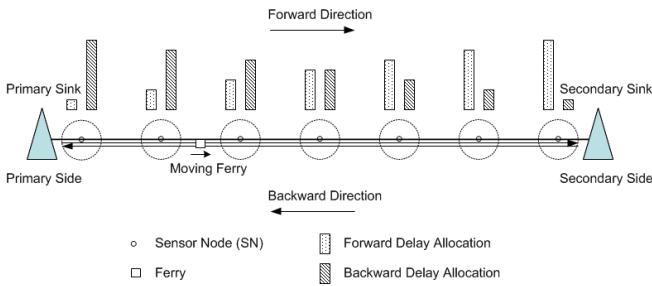 Forward Direction
Primary Sink
Secondary Sink
Primary Side
Moving Ferry
Secondary Side
Backward Direction
Sensor Node (SN)
Forward Delay Allocation
Ferry
Backward Delay Allocation